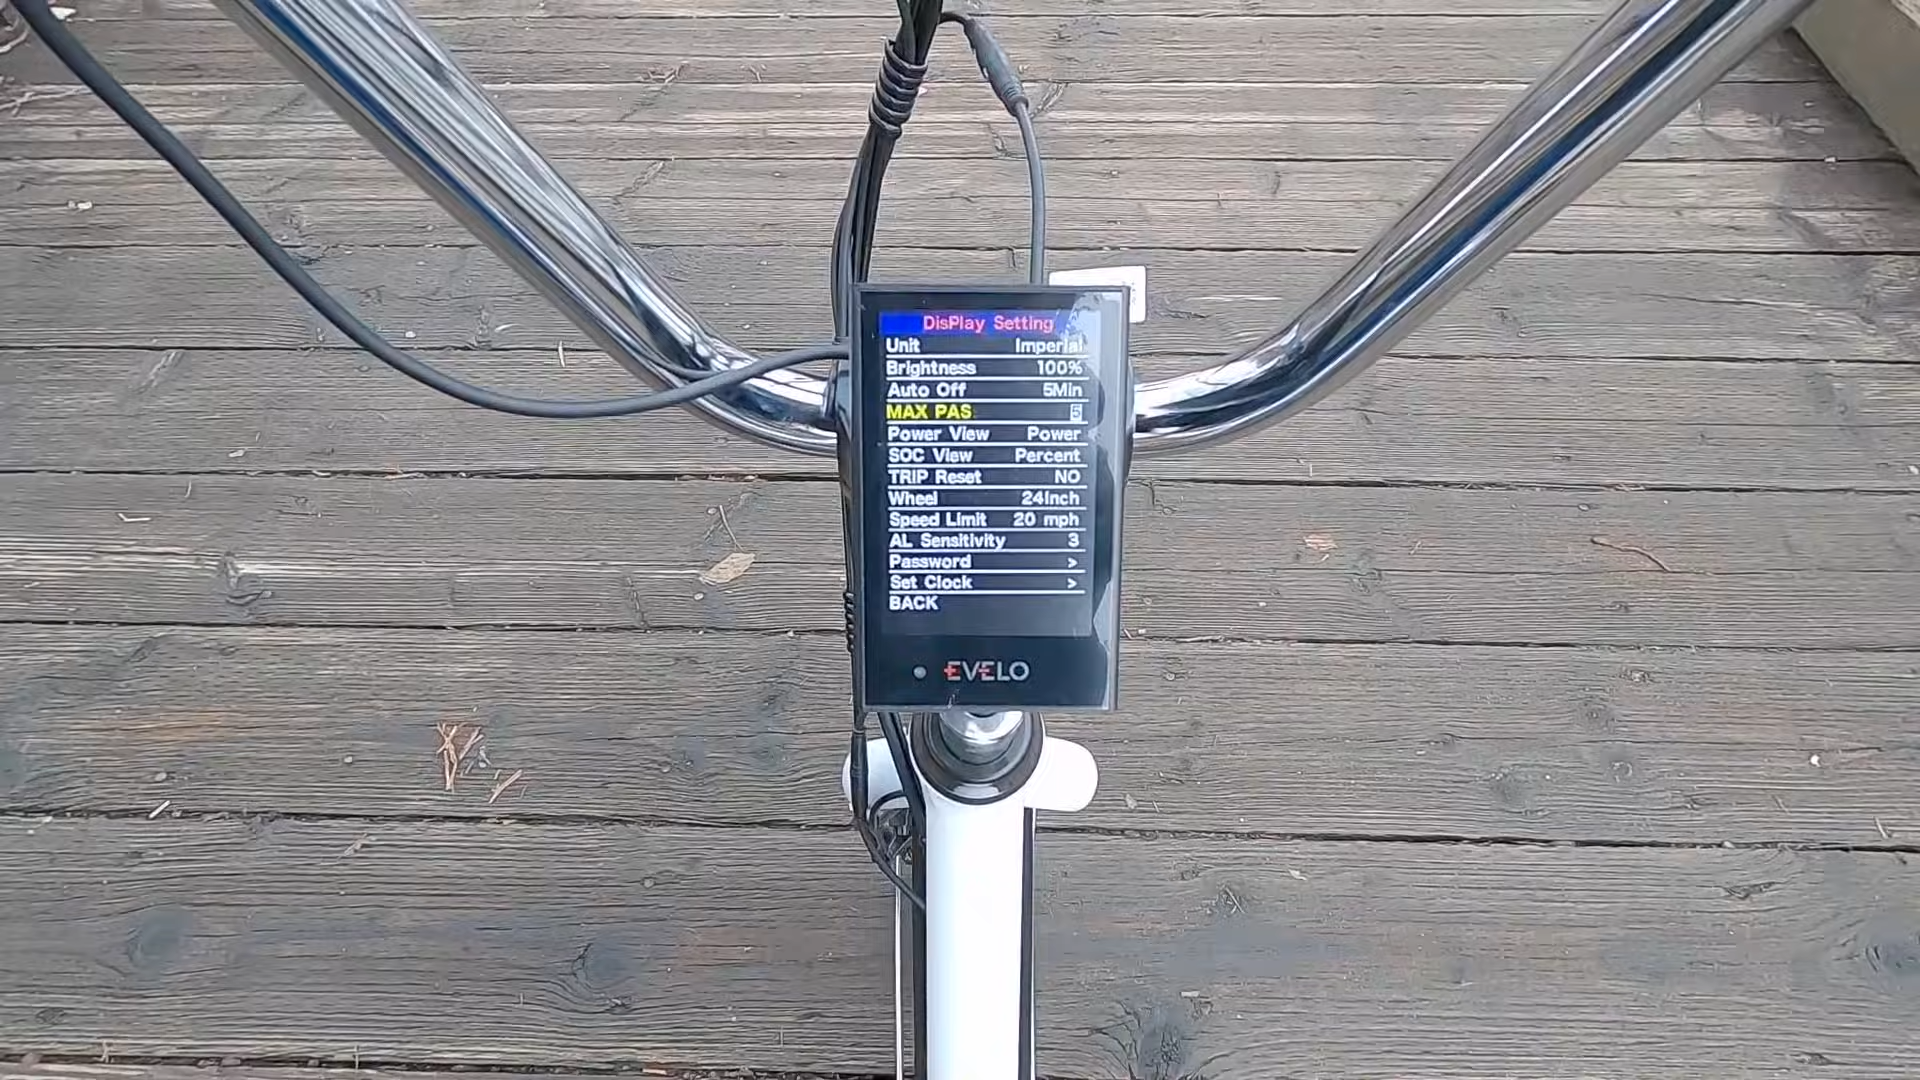 DisPlay Setting
Unit Imperial
Brightness 100%
Auto Off 5Min
MAX PAS 5
Power View Power
SOC View Percent
TRIP Reset NO
Wheel 24Inch
Speed Limit 20 mph
AL Sensitivity 3
Password >
Set Clock >
BACK
EVELO